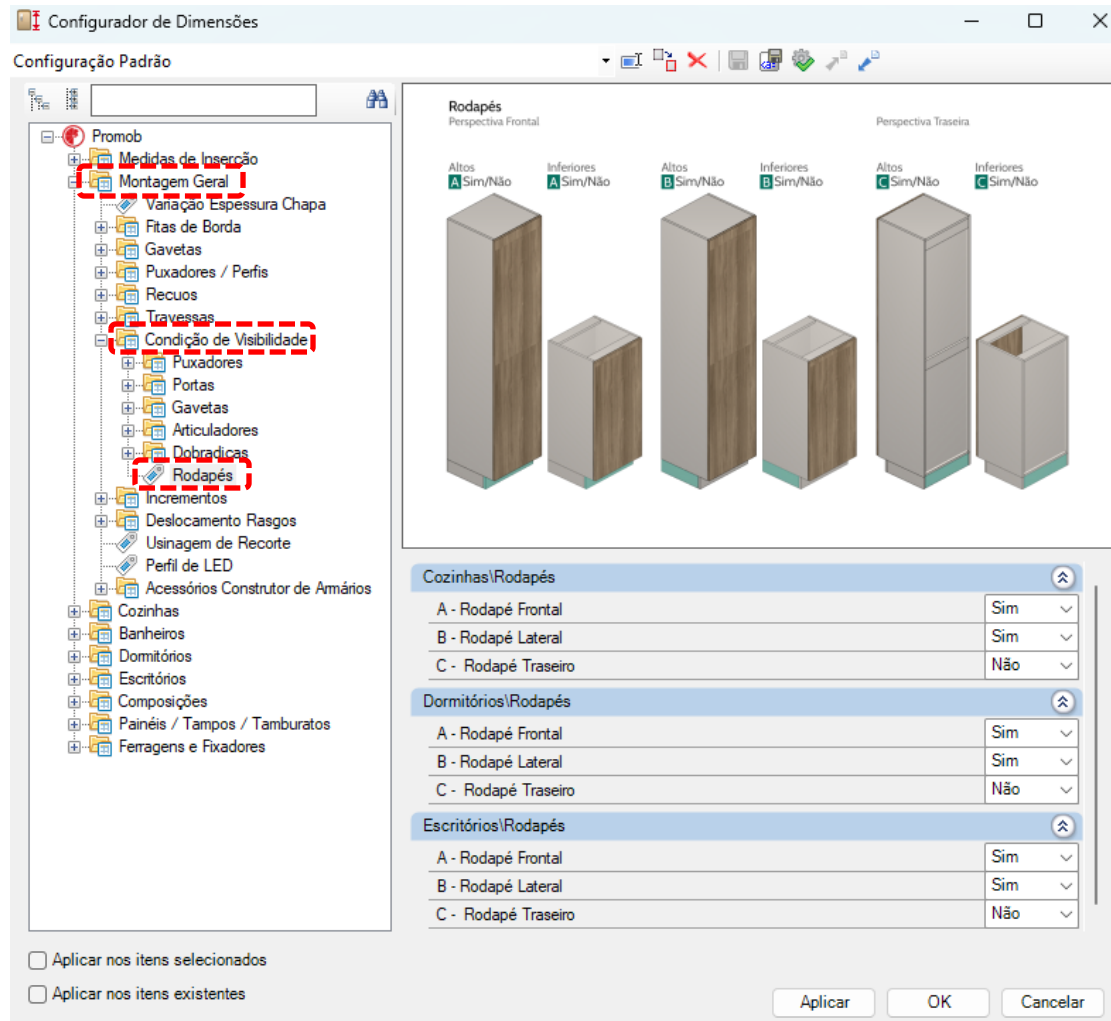 Configurador de Dimensões
Configuração Padrão
Promob
Medidas de Inserção
Montagem Geral
Variação Espessura Chapa
Fitas de Borda
Gavetas
Puxadores / Perfis
Recuos
Travessas
Condição de Visibilidade
Puxadores
Portas
Gavetas
Articuladores
Dobradiças
Rodapés
Incrementos
Deslocamento Rasgos
Usinagem de Recorte
Perfil de LED
Acessórios Construtor de Armários
Cozinhas
Banheiros
Dormitórios
Escritórios
Composições
Painéis / Tampos / Tamburatos
Ferragens e Fixadores
Rodapés
Perspectiva Frontal Perspectiva Traseira
Altos Inferiores Altos Inferiores Altos Inferiores
A Sim/Não A Sim/Não B Sim/Não B Sim/Não C Sim/Não C Sim/Não
Cozinhas\Rodapés
A - Rodapé Frontal Sim
B - Rodapé Lateral Sim
C - Rodapé Traseiro Não
Dormitórios\Rodapés
A - Rodapé Frontal Sim
B - Rodapé Lateral Sim
C - Rodapé Traseiro Não
Escritórios\Rodapés
A - Rodapé Frontal Sim
B - Rodapé Lateral Sim
C - Rodapé Traseiro Não
Aplicar nos itens selecionados
Aplicar nos itens existentes
Aplicar OK Cancelar